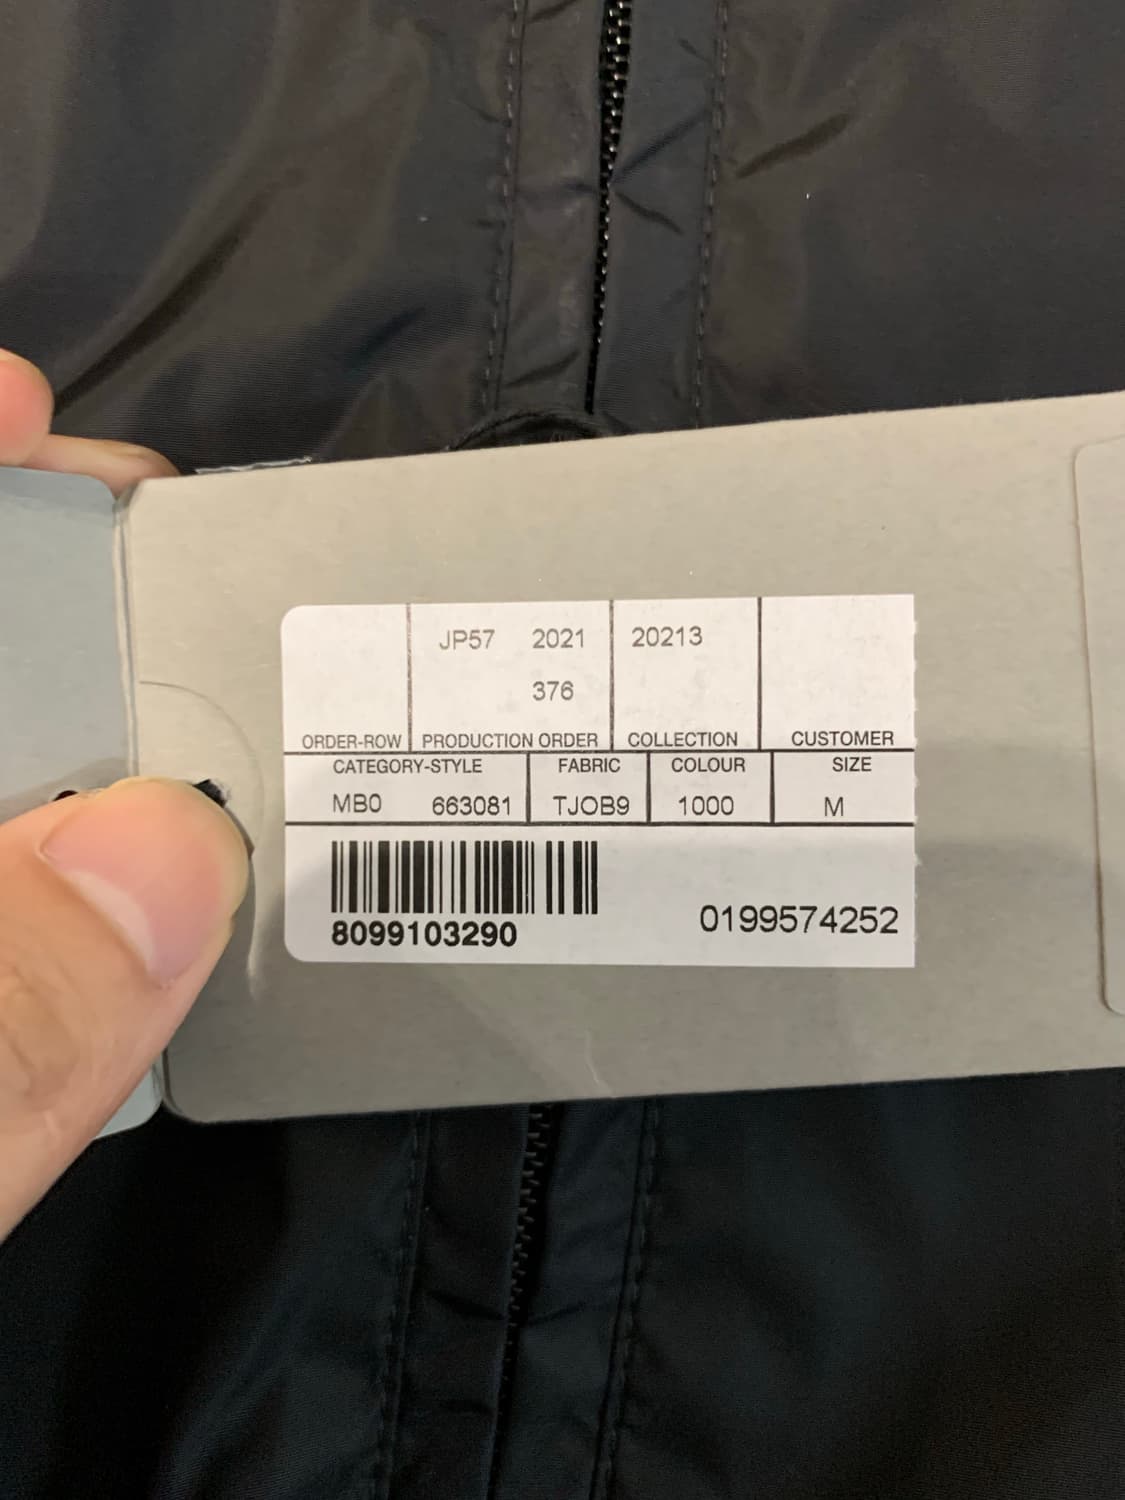 JP57 2021 20213
376
ORDER-ROW PRODUCTION ORDER COLLECTION CUSTOMER
CATEGORY-STYLE FABRIC COLOUR SIZE
MB0 663081 TJOB9 1000 M
8099103290 0199574252